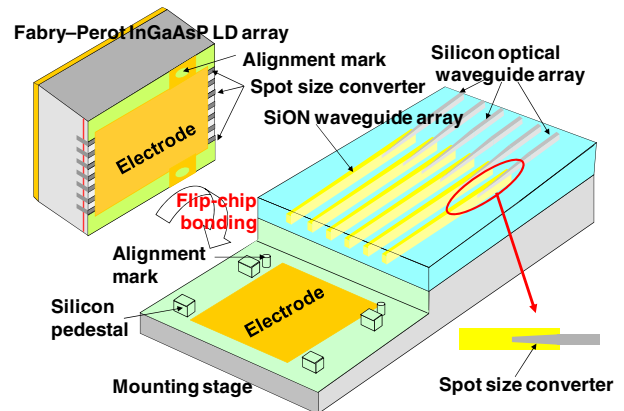 Fabry–Perot InGaAsP LD array
Alignment mark
Spot size converter
Electrode
Silicon optical
waveguide array
SiON waveguide array
Flip-chip
bonding
Alignment
mark
Silicon
pedestal
Electrode
Mounting stage
Spot size converter